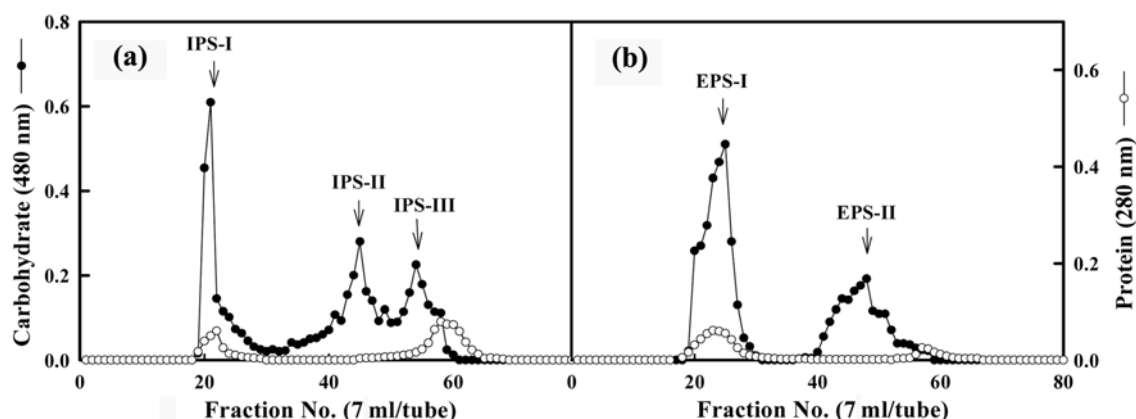 (a)
IPS-I
IPS-II
IPS-III
0.8
0.6
0.4
0.2
0.0
Carbohydrate (480 nm)
0
20
40
60
Fraction No. (7 ml/tube)
(b)
EPS-I
EPS-II
0.6
0.4
0.2
0.0
Protein (280 nm)
0
20
40
60
80
Fraction No. (7 ml/tube)